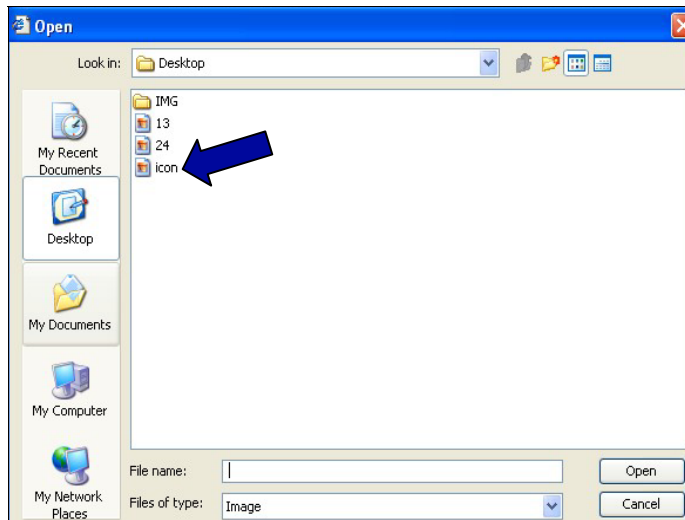 Open
Look in:
Desktop
IMG
13
24
icon
My Recent
Documents
Desktop
My Documents
My Computer
My Network
Places
File name:
Open
Files of type:
Image
Cancel